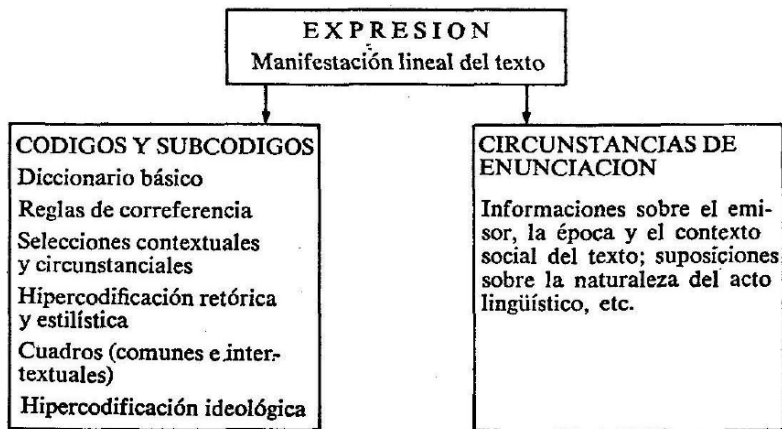 EXPRESION
Manifestación lineal del texto
CODIGOS Y SUBCODIGOS
Diccionario básico
Reglas de correferencia
Selecciones contextuales
y circunstanciales
Hipercodificación retórica
y estilística
Cuadros (comunes e inter-
textuales)
Hipercodificación ideológica
CIRCUNSTANCIAS DE
ENUNCIACION
Informaciones sobre el emi-
sor, la época y el contexto
social del texto; suposiciones
sobre la naturaleza del acto
lingüístico, etc.